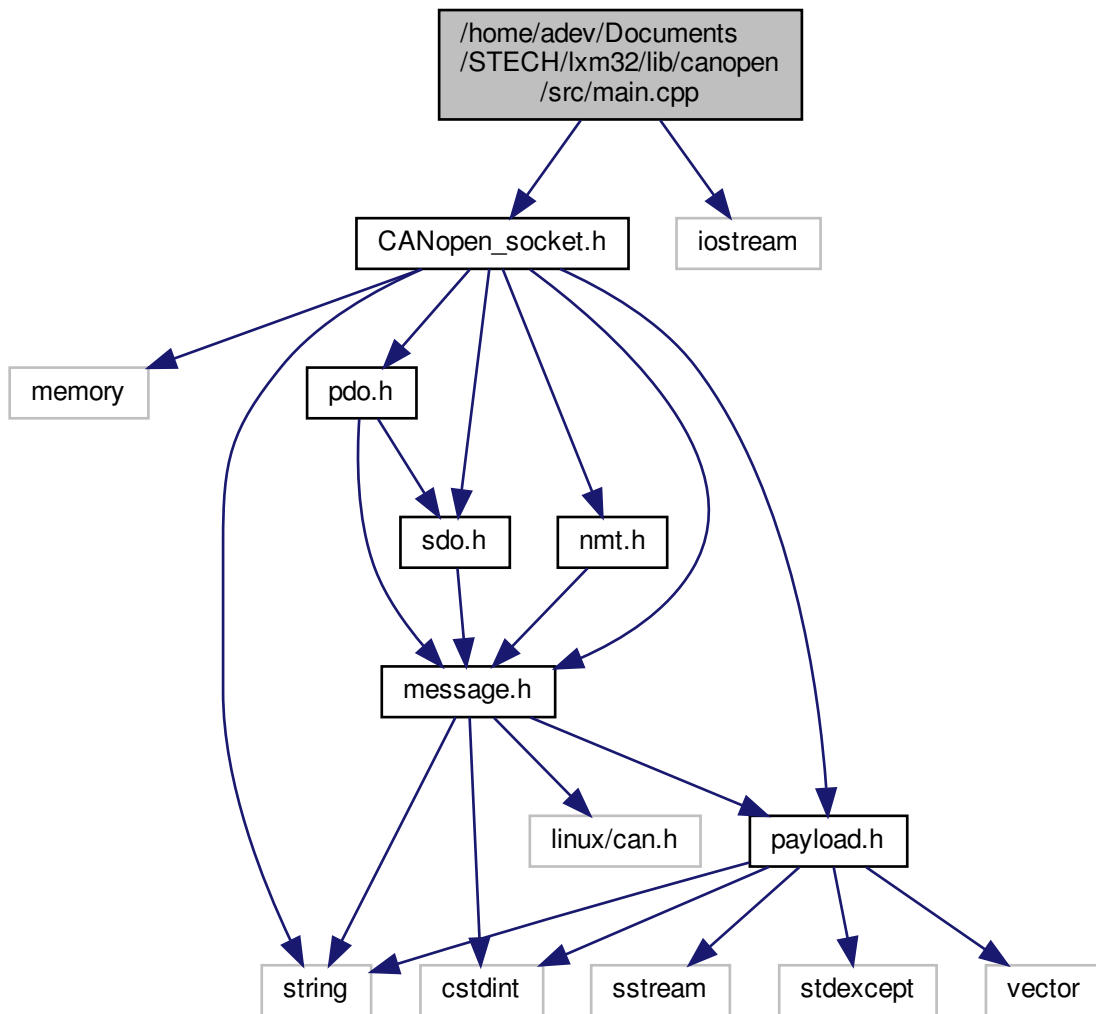 /home/adev/Documents
/STECH/lxm32/lib/canopen
/src/main.cpp
CANopen_socket.h
iostream
memory
pdo.h
sdo.h
nmt.h
message.h
linux/can.h
payload.h
string
cstdint
sstream
stdexcept
vector